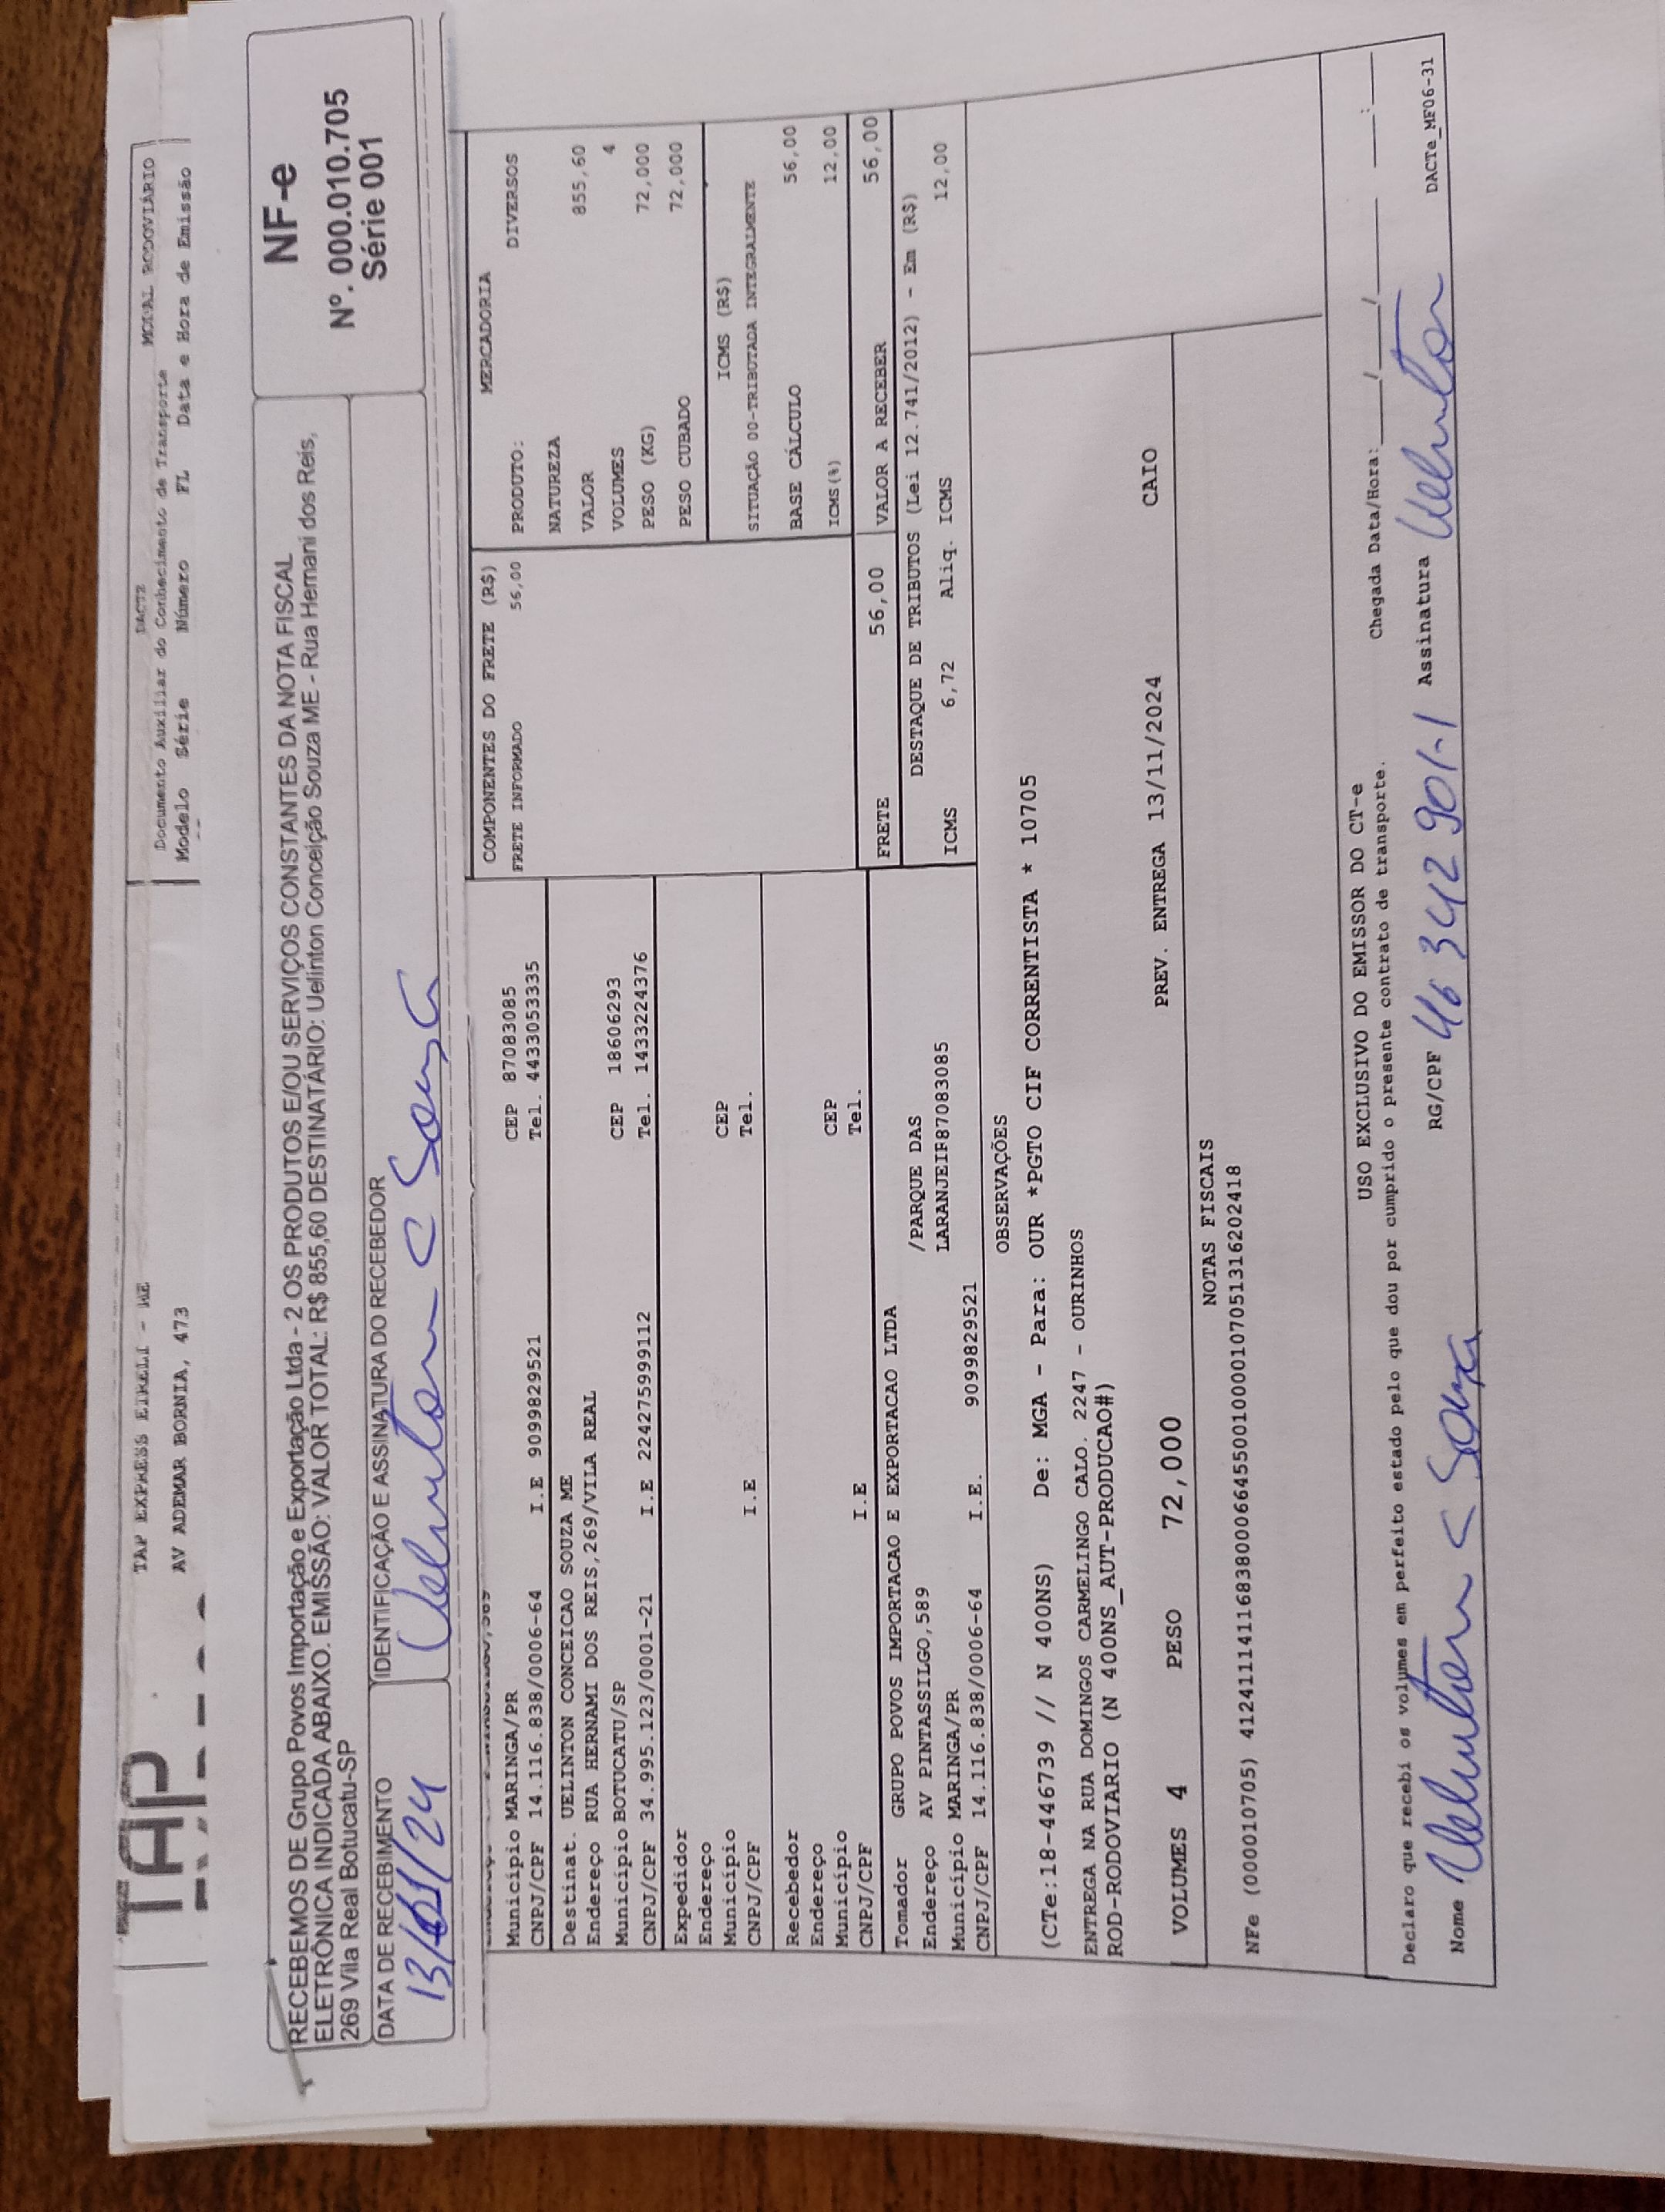 TAP
TAP EXPRESS EIRELI - ME
AV ADEMAR BORNIA, 473
DACTE
Documento Auxiliar do Conhecimento de Transporte
MODAL RODOVIÁRIO
Modelo Série Número FL Data e Hora de Emissão
RECEBEMOS DE Grupo Povos Importação e Exportação Ltda - 2 OS PRODUTOS E/OU SERVIÇOS CONSTANTES DA NOTA FISCAL
ELETRÔNICA INDICADA ABAIXO. EMISSÃO: VALOR TOTAL: R$ 855,60 DESTINATÁRIO: Uelinton Conceição Souza ME - Rua Hernani dos Reis,
269 Vila Real Botucatu-SP
NF-e
Nº. 000.010.705
Série 001
DATA DE RECEBIMENTO
IDENTIFICAÇÃO E ASSINATURA DO RECEBEDOR
Uelinton C Souza
Município MARINGA/PR CEP 87083085
CNPJ/CPF 14.116.838/0006-64 I.E 9099829521 Tel. 4433053335
Destinat. UELINTON CONCEICAO SOUZA ME
Endereço RUA HERNAMI DOS REIS,269/VILA REAL
Município BOTUCATU/SP CEP 18606293
CNPJ/CPF 34.995.123/0001-21 I.E 224275999112 Tel. 1433224376
Expedidor
Endereço
Município CEP
CNPJ/CPF I.E Tel.
Recebedor
Endereço
Município CEP
CNPJ/CPF I.E Tel.
Tomador GRUPO POVOS IMPORTACAO E EXPORTACAO LTDA
Endereço AV PINTASSILGO,589 /PARQUE DAS
Município MARINGA/PR LARANJEIF87083085
CNPJ/CPF 14.116.838/0006-64 I.E. 9099829521
COMPONENTES DO FRETE (R$)
FRETE INFORMADO 56,00
MERCADORIA
PRODUTO: DIVERSOS
NATUREZA
VALOR 855,60
VOLUMES 4
PESO (KG) 72,000
PESO CUBADO 72,000
ICMS (R$)
SITUAÇÃO 00-TRIBUTADA INTEGRALMENTE
BASE CÁLCULO 56,00
ICMS(%) 12,00
FRETE 56,00 VALOR A RECEBER 56,00
DESTAQUE DE TRIBUTOS (Lei 12.741/2012) - Em (R$)
ICMS 6,72 Aliq. ICMS 12,00
OBSERVAÇÕES
(CTe:18-446739 // N 400NS) De: MGA - Para: OUR *PGTO CIF CORRENTISTA * 10705
ENTREGA NA RUA DOMINGOS CARMELINGO CALO. 2247 - OURINHOS
ROD-RODOVIARIO (N 400NS_AUT-PRODUCAO#)
VOLUMES 4 PESO 72,000 PREV. ENTREGA 13/11/2024 CAIO
NOTAS FISCAIS
NFe (000010705) 41241114116838000664550010000107051316202418
USO EXCLUSIVO DO EMISSOR DO CT-e
Declaro que recebi os volumes em perfeito estado pelo que dou por cumprido o presente contrato de transporte. Chegada Data/Hora: ____/____/____ ____:____
Nome Uelinton C Souza RG/CPF 46 342 901-1 Assinatura Uelinton
DACTe_MF06-31